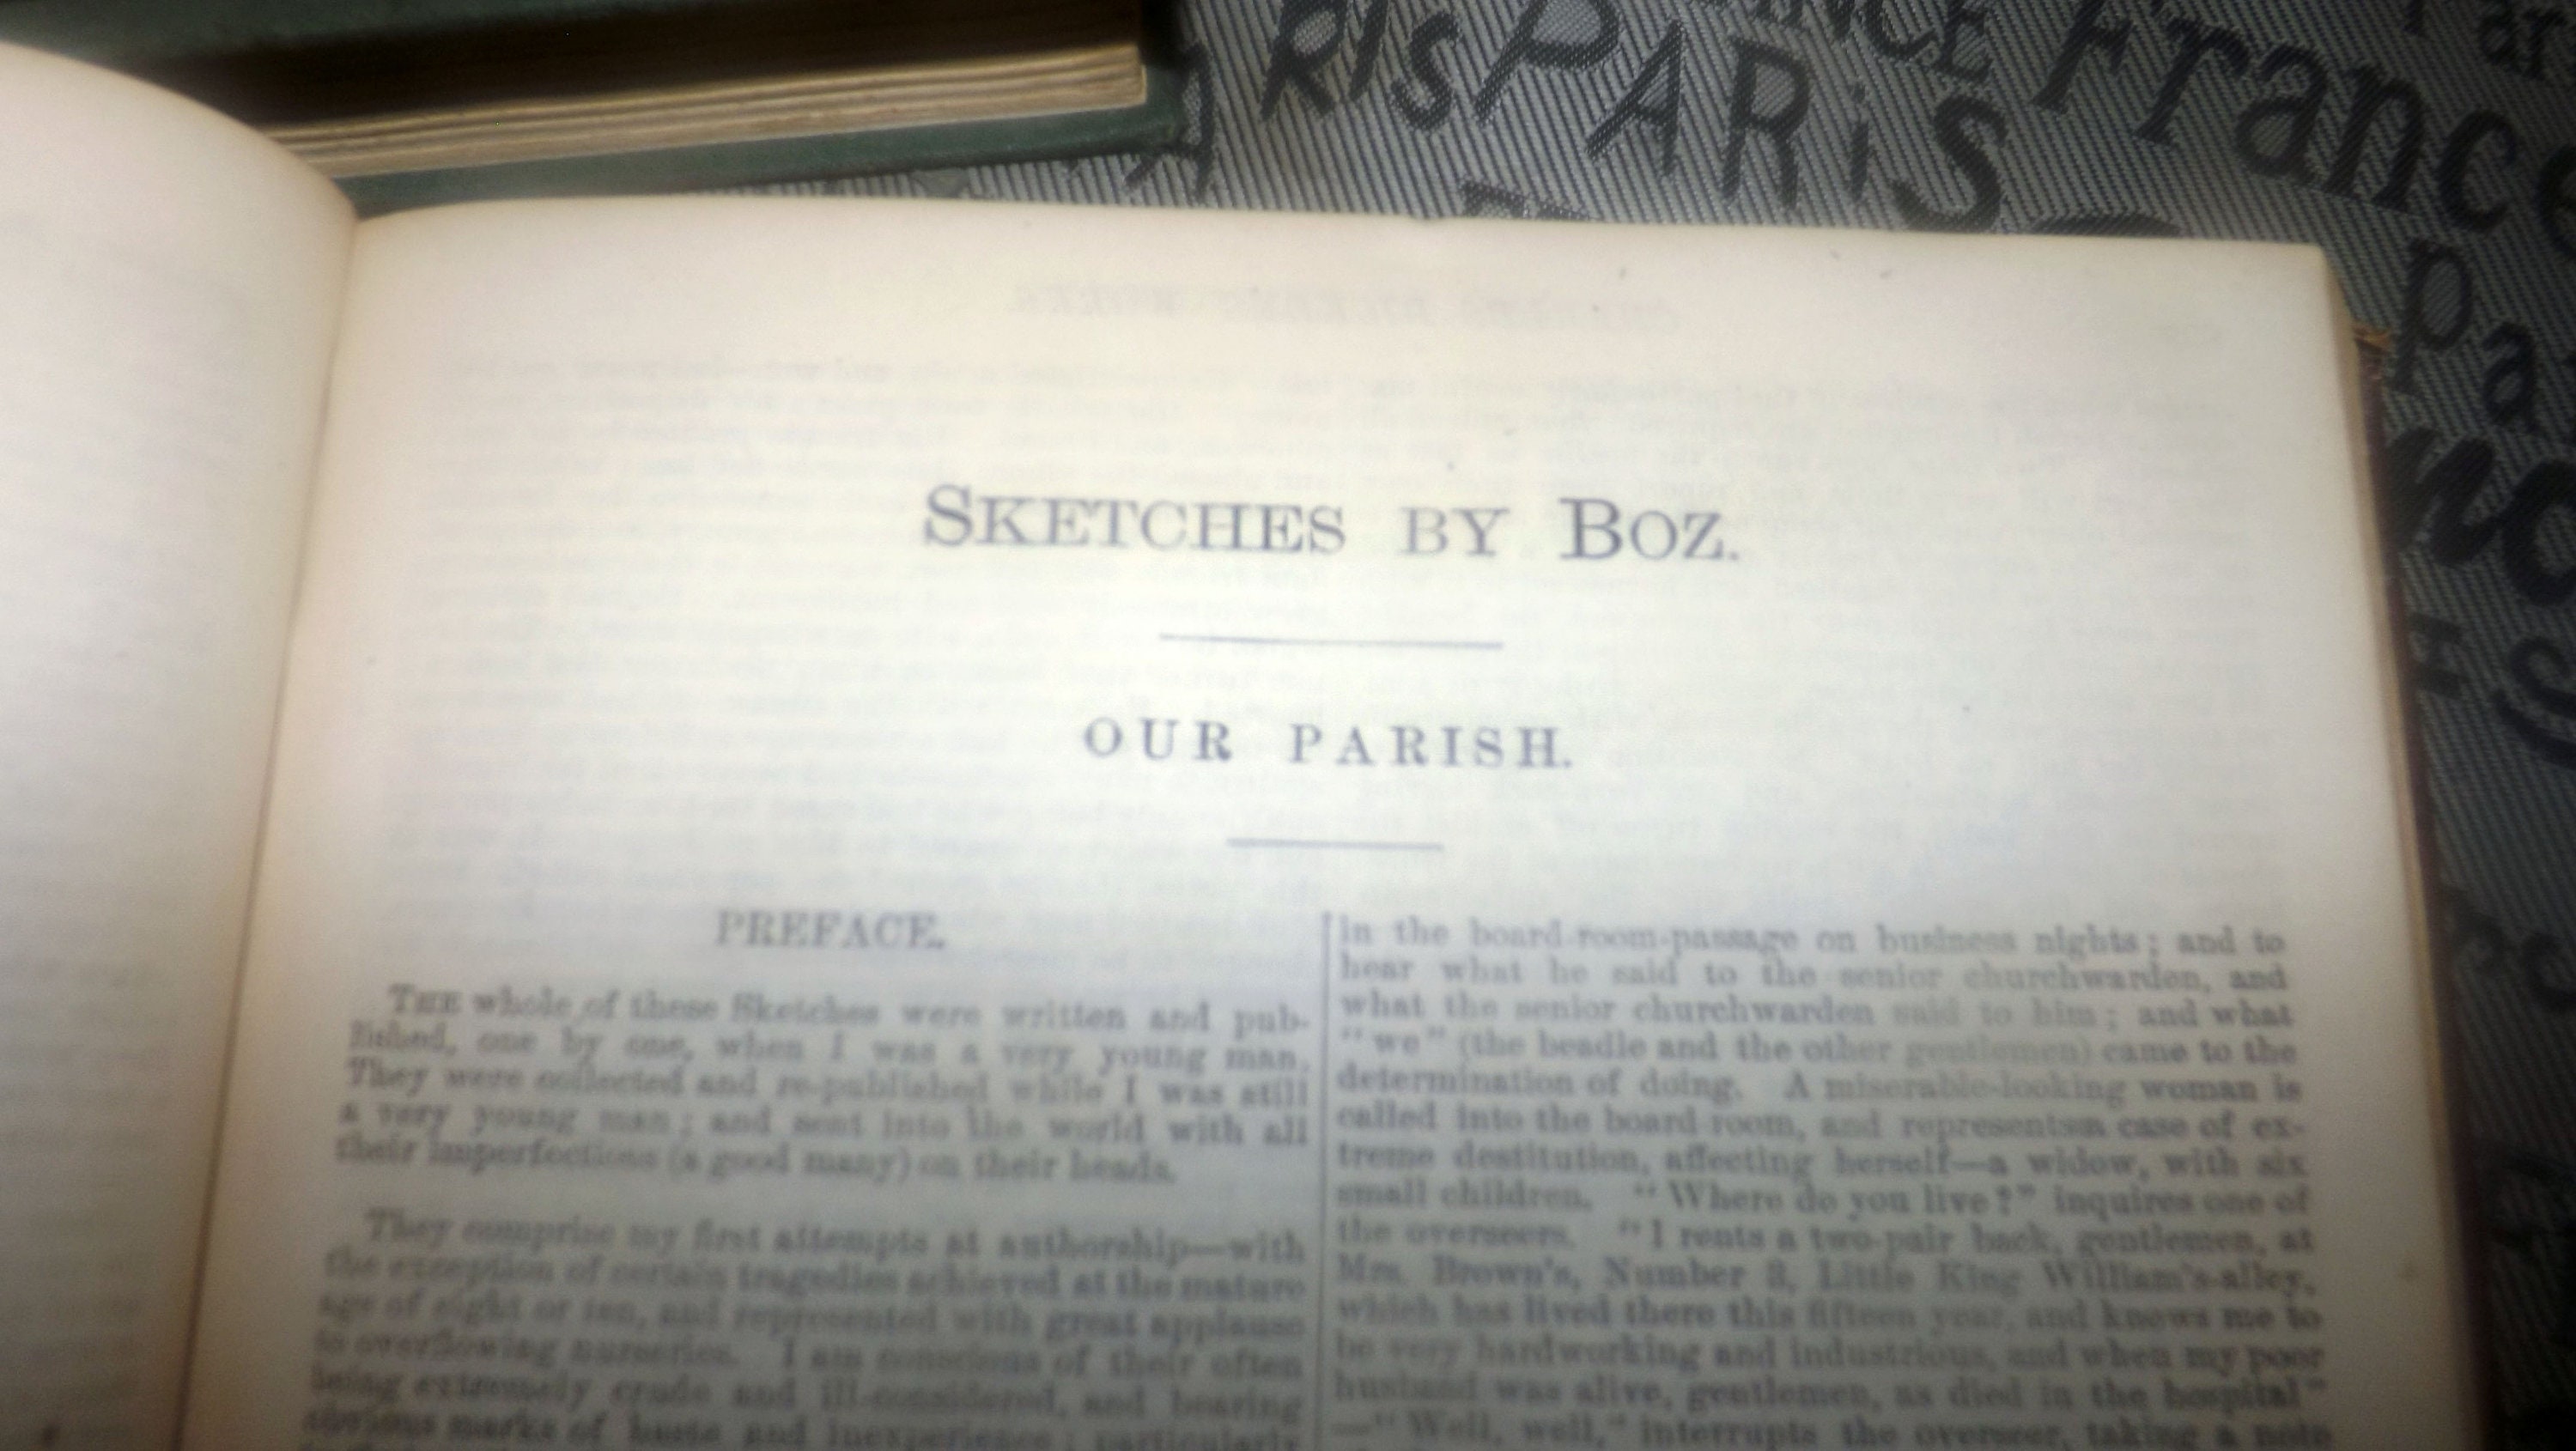 RIsPARiS
France
Pa
SKETCHES BY BOZ.
OUR PARISH.
PREFACE.
THE whole of these Sketches were written and pub-
lished, one by one, when I was a very young man.
They were collected and re-published while I was still
a very young man; and sent into the world with all
their imperfections (a good many) on their heads.
They comprise my first attempts at authorship—with
the exception of certain tragedies achieved at the mature
age of eight or ten, and represented with great applause
to overflowing nurseries. I am conscious of their often
being extremely crude and ill-considered, and bearing
obvious marks of haste and inexperience; particularly
in the board-room-passage on business nights; and to
hear what he said to the senior churchwarden, and
what the senior churchwarden said to him; and what
"we" (the beadle and the other gentlemen) came to the
determination of doing. A miserable-looking woman is
called into the board-room, and represents a case of ex-
treme destitution, affecting herself—a widow, with six
small children. "Where do you live?" inquires one of
the overseers. "I rents a two-pair back, gentlemen, at
Mrs. Brown's, Number 3, Little King William's-alley,
which has lived there this fifteen year, and knows me to
be very hardworking and industrious, and when my poor
husband was alive, gentlemen, as died in the hospital"
—"Well, well," interrupts the overseer, taking a note